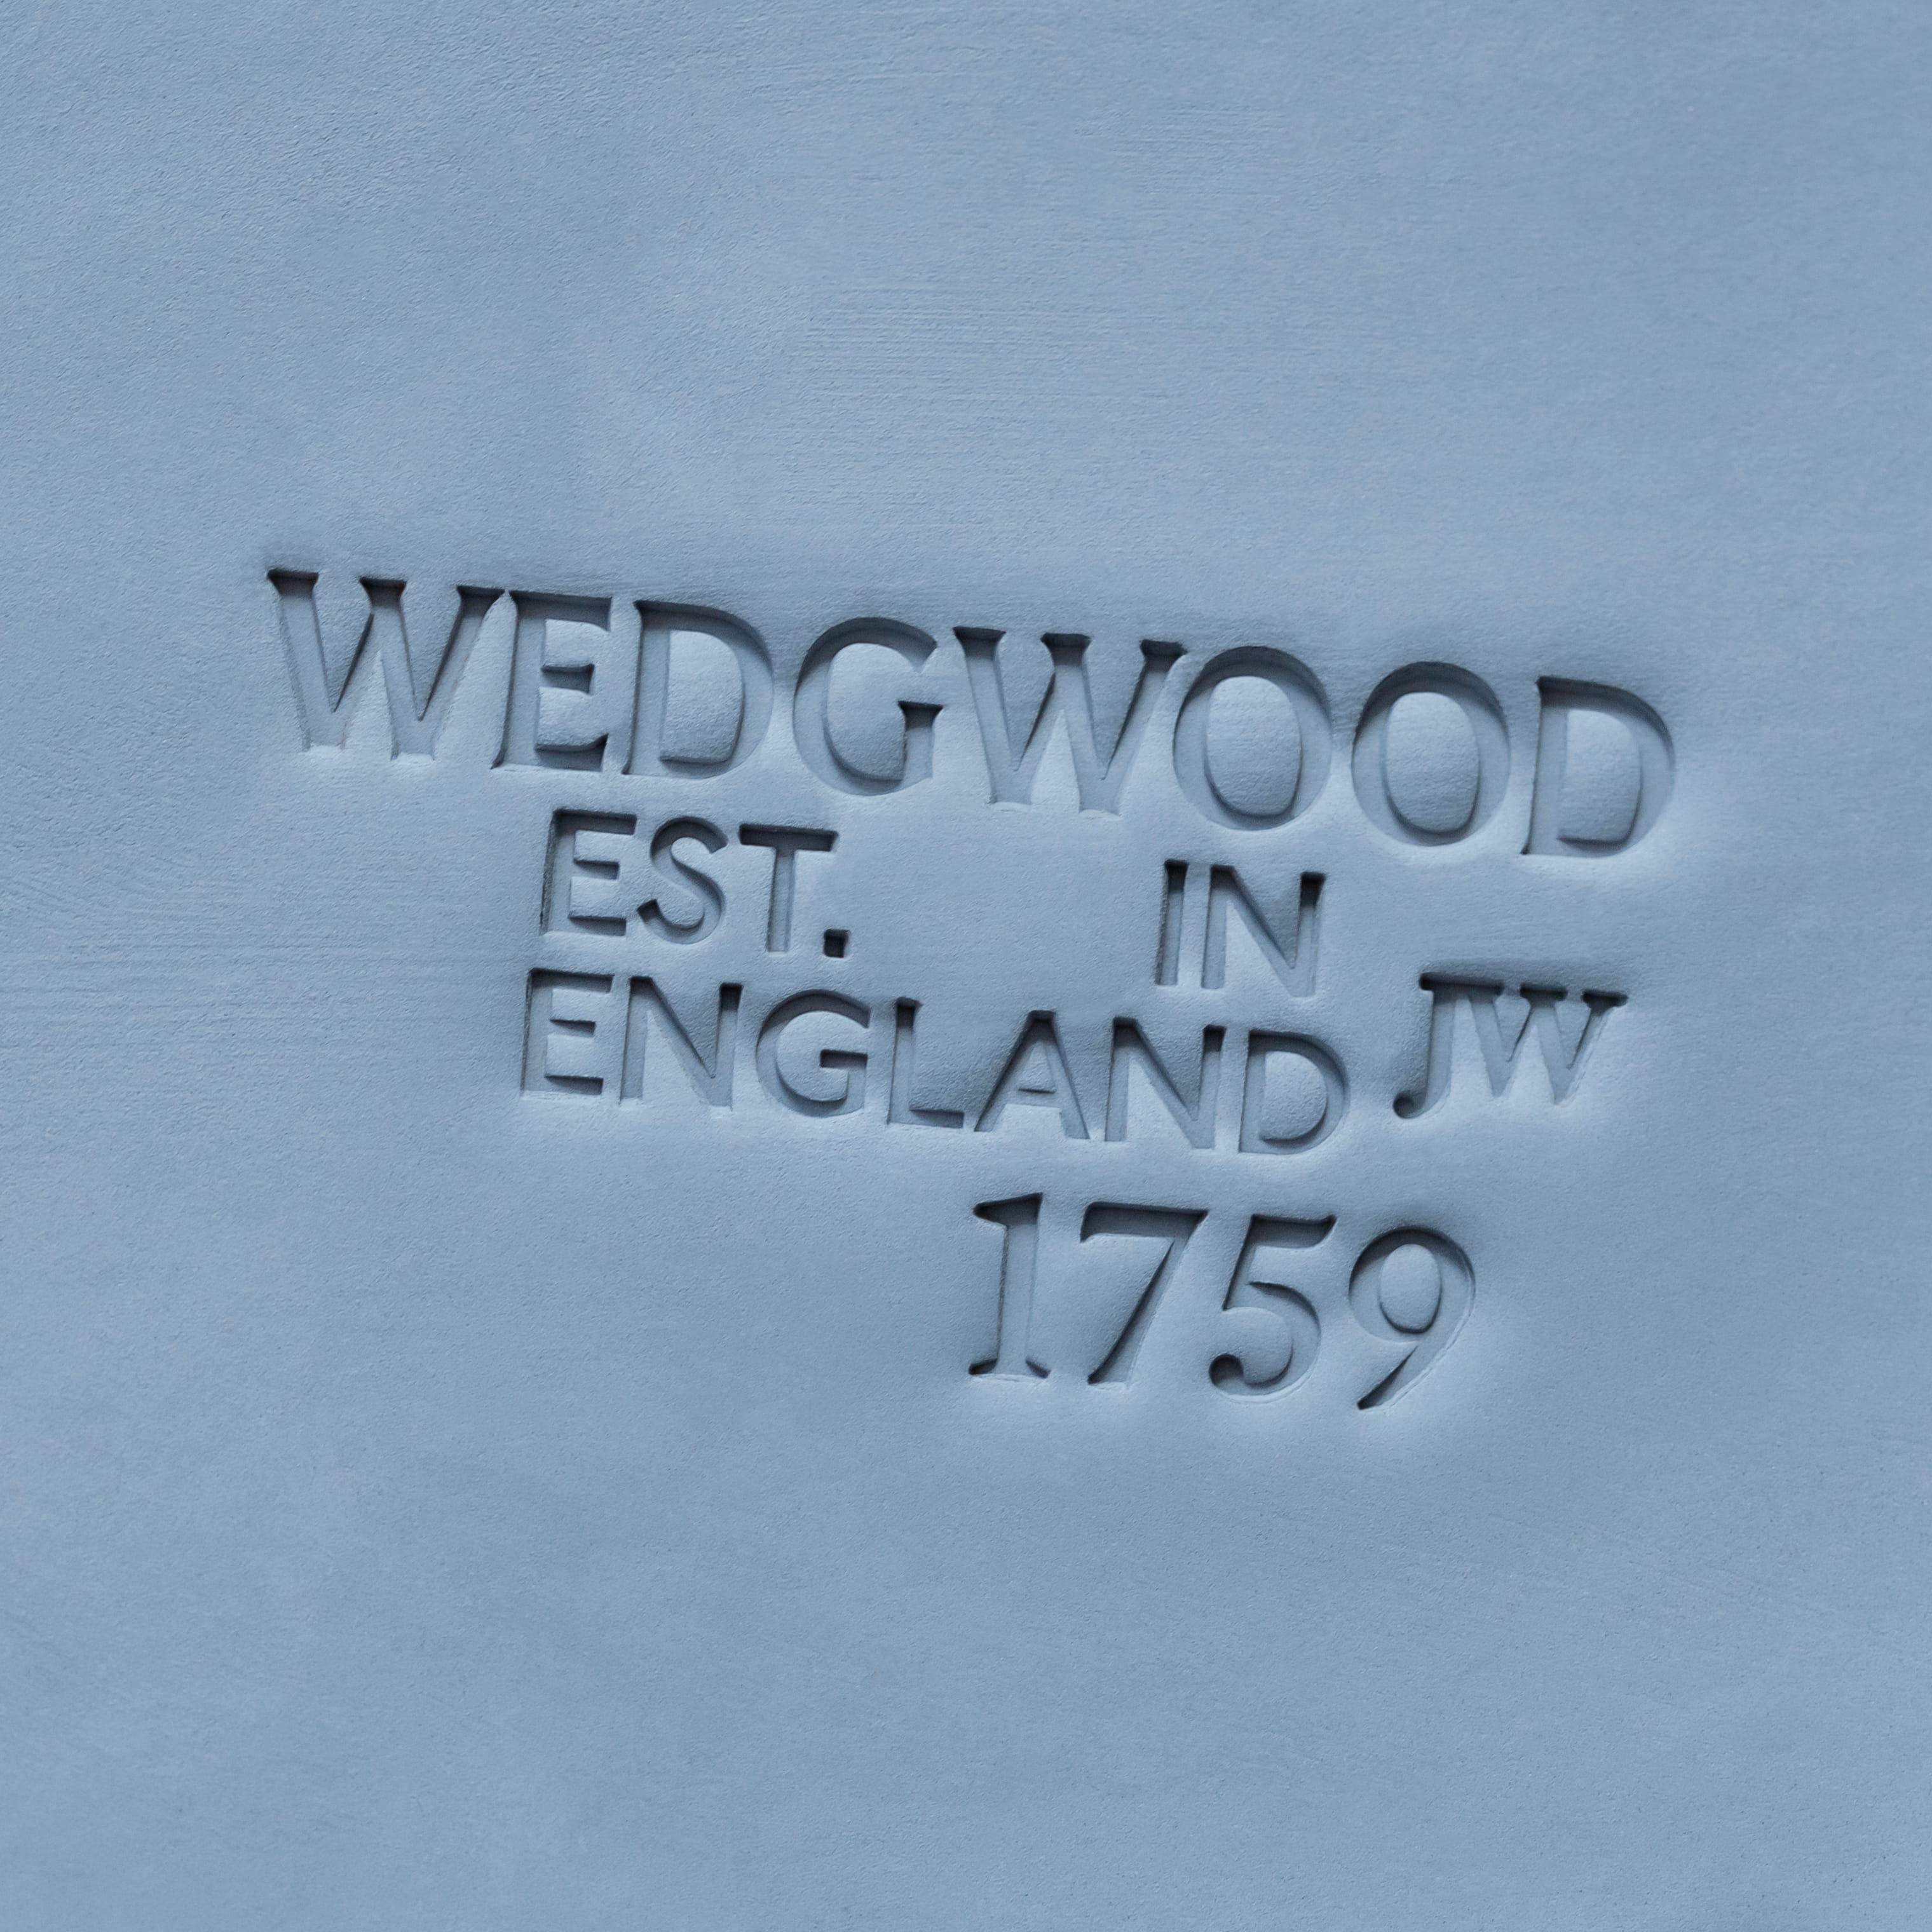 WEDGWOOD
EST. IN
ENGLAND JW
1759